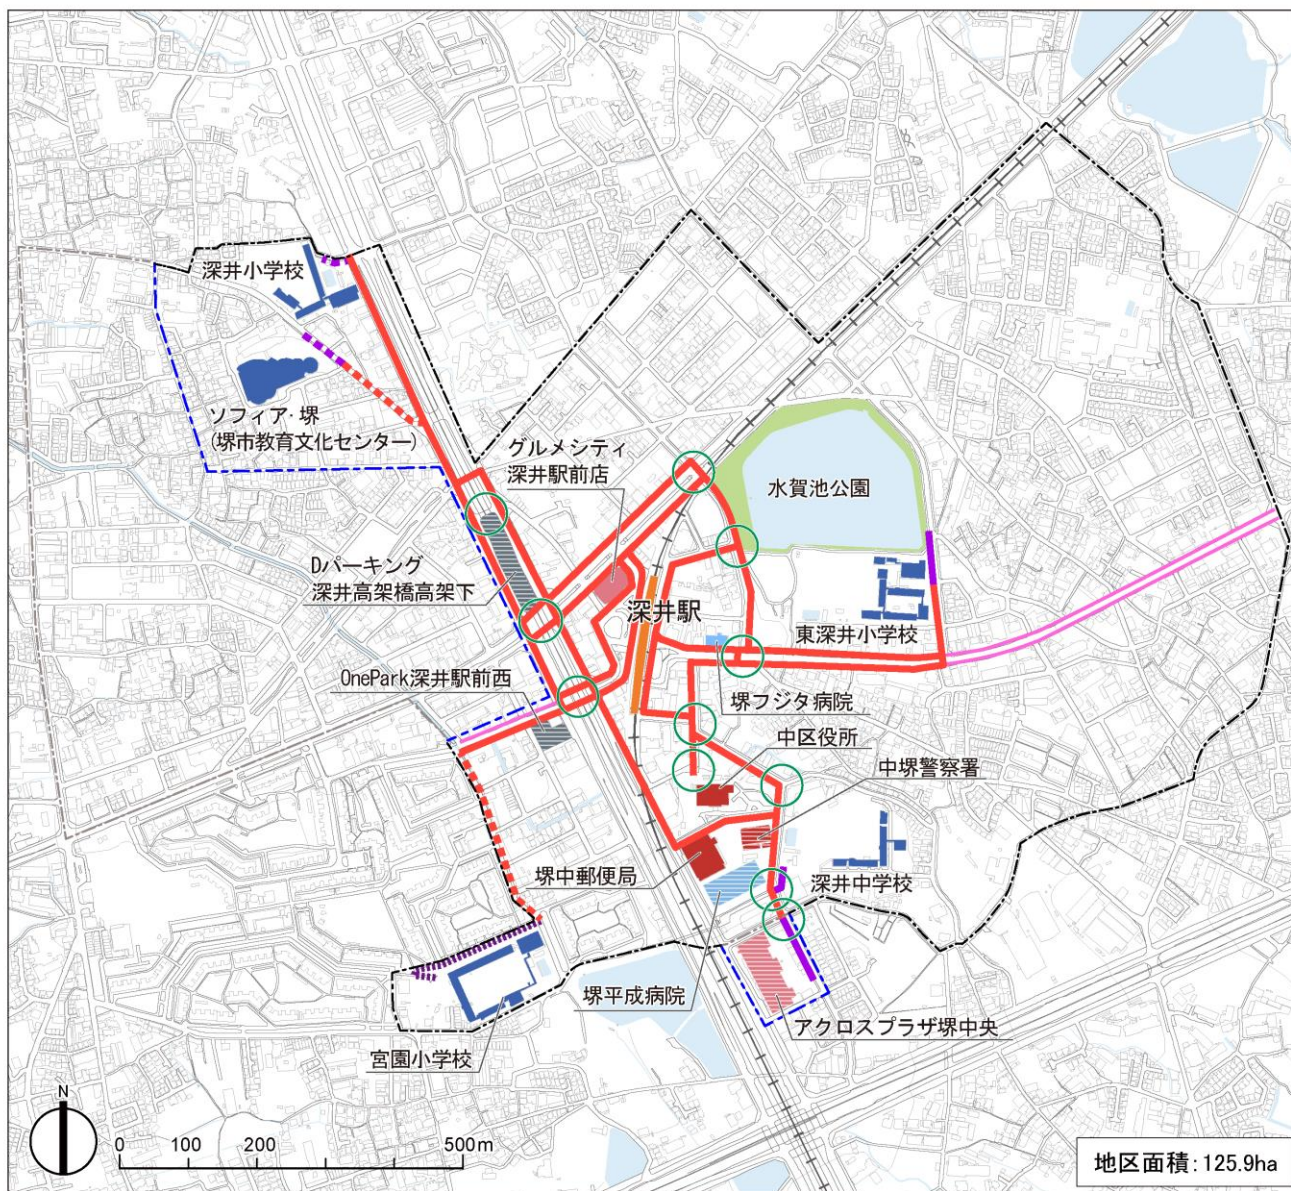 深井小学校
ソフィア・堺
(堺市教育文化センター)
グルメシティ
深井駅前店
水賀池公園
Dパーキング
深井高架橋高架下
深井駅
東深井小学校
OnePark深井駅前西
堺フジタ病院
中区役所
中堺警察署
堺中郵便局
深井中学校
堺平成病院
アクロスプラザ堺中央
宮園小学校
N
0 100 200 500m
地区面積:125.9ha